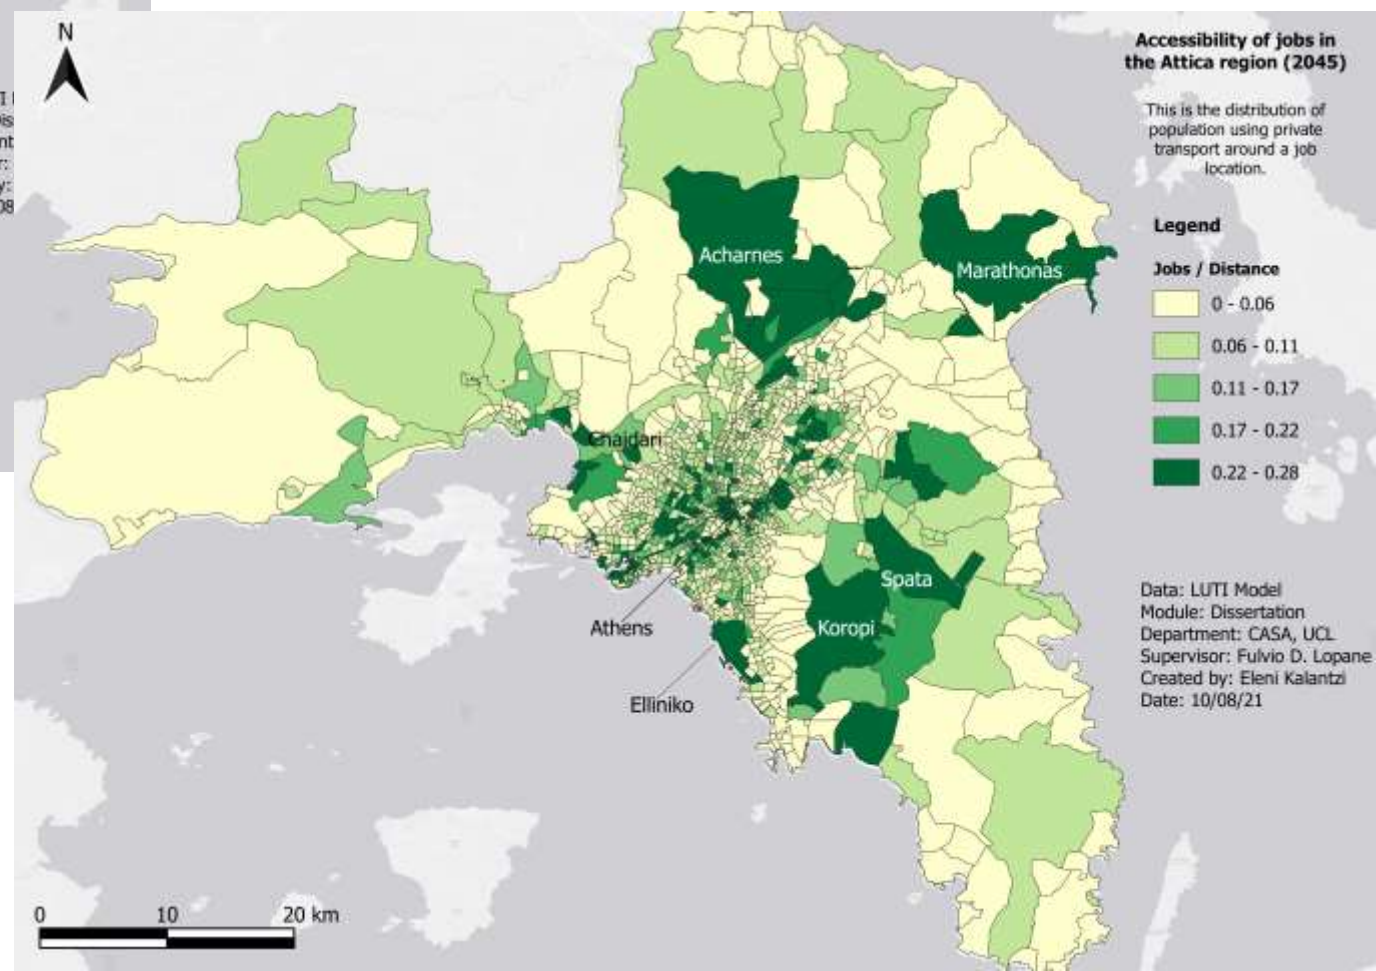 N
Accessibility of jobs in
the Attica region (2045)
This is the distribution of
population using private
transport around a job
location.
Legend
Jobs / Distance
0 - 0.06
0.06 - 0.11
0.11 - 0.17
0.17 - 0.22
0.22 - 0.28
Acharnes
Marathonas
Chaidari
Spata
Koropi
Athens
Elliniko
Data: LUTI Model
Module: Dissertation
Department: CASA, UCL
Supervisor: Fulvio D. Lopane
Created by: Eleni Kalantzi
Date: 10/08/21
0 10 20 km